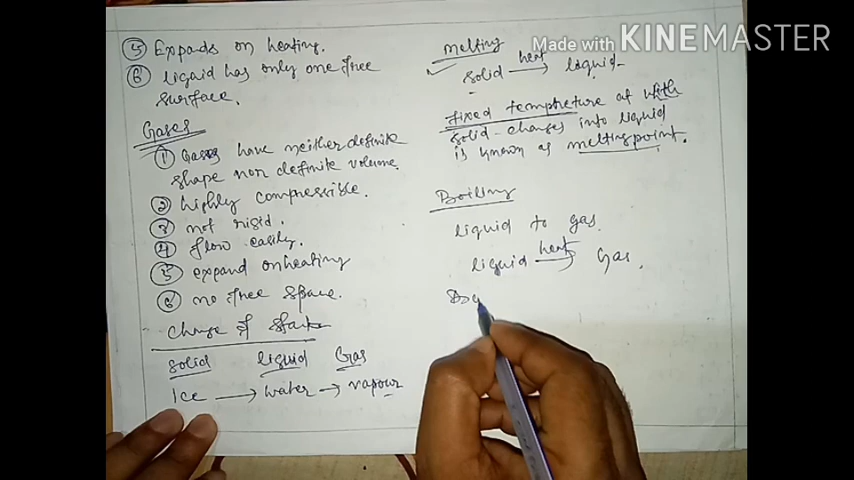 ⑤ Expands on heating.
⑥ liquid has only one free
surface.
Gases
① Gases have neither definite
shape non definite volume.
② highly compressible.
③ not rigid.
④ flow easily.
⑤ expand on heating
⑥ no free space.
Change of State
Solid liquid Gas
Ice → water → vapour
Made with KINEMASTER
melting
✓ solid heat → liquid
fixed temphreture at with
solid changes into liquid
is known as melting point.
Boiling
liquid to gas.
liquid heat → Gas.